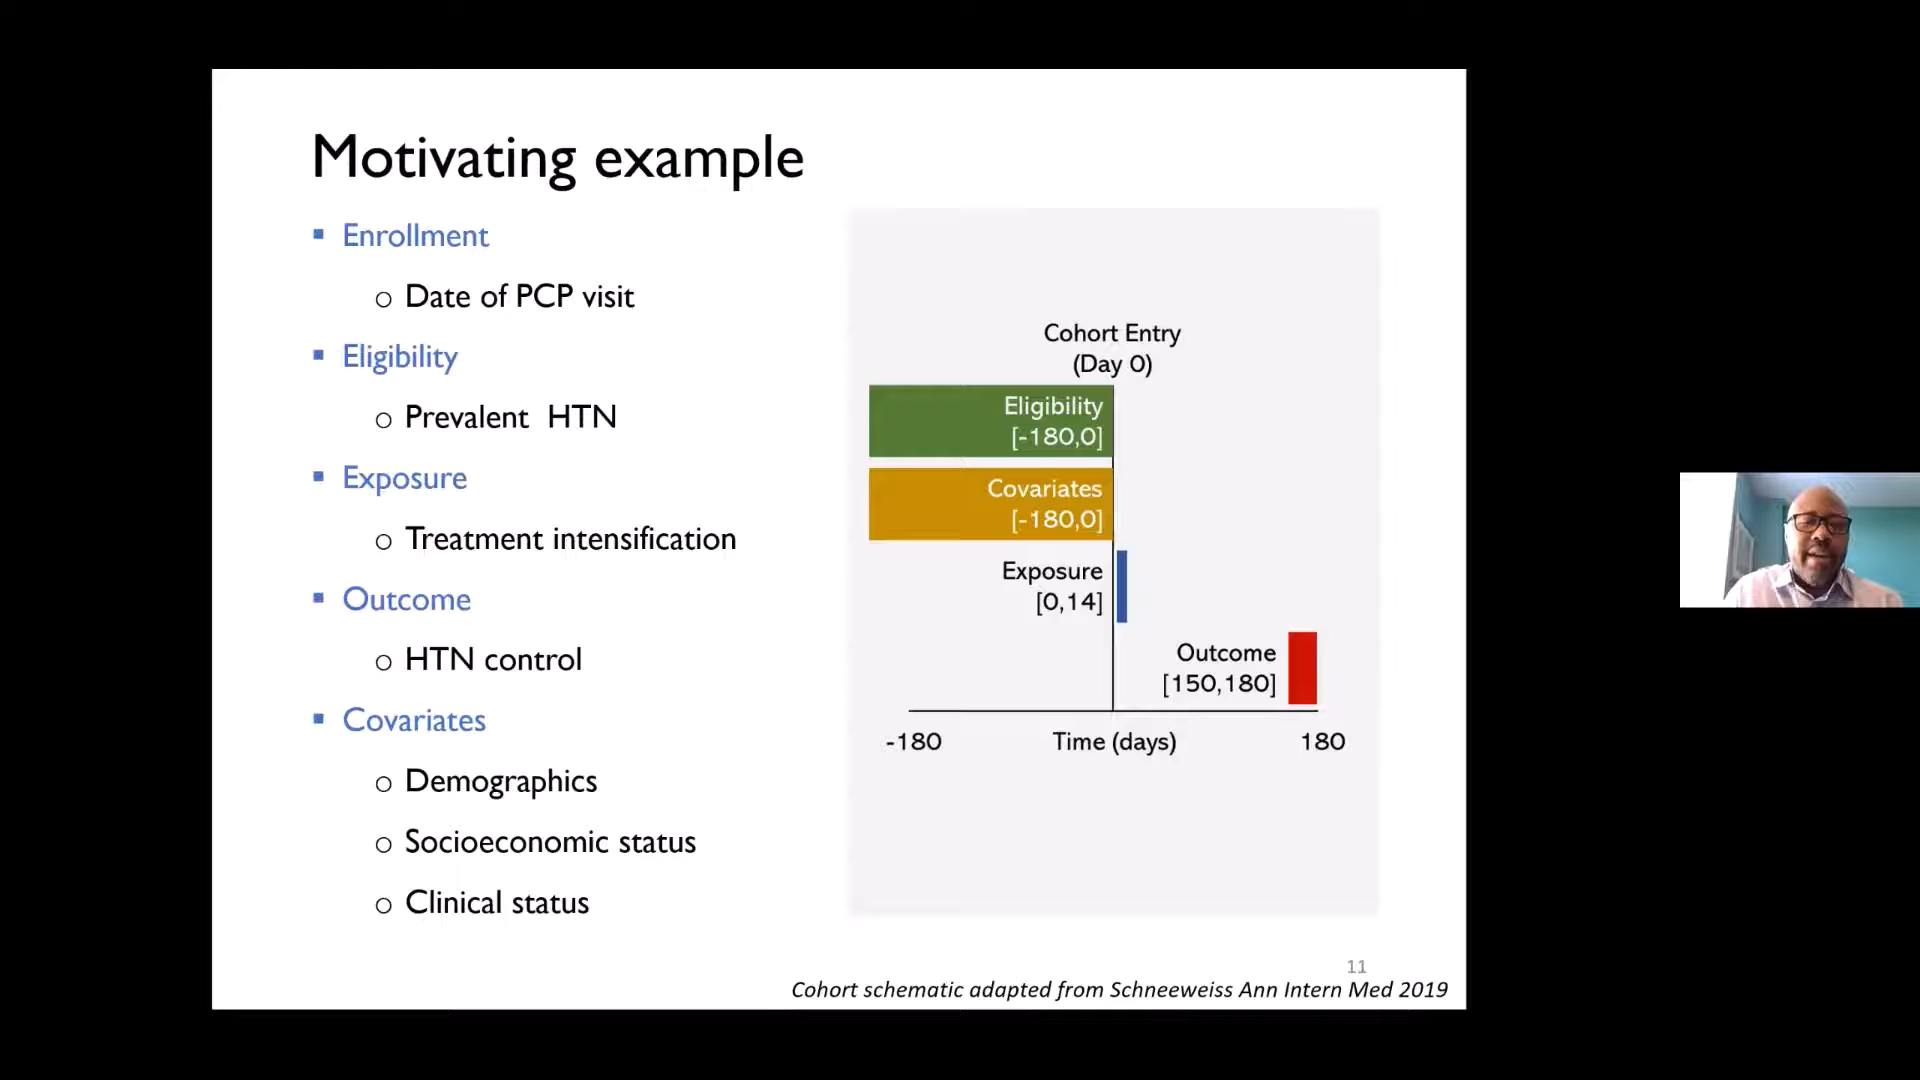 Motivating example
Enrollment
Date of PCP visit
Eligibility
Prevalent HTN
Exposure
Treatment intensification
Outcome
HTN control
Covariates
Demographics
Socioeconomic status
Clinical status
Cohort Entry
(Day 0)
Eligibility
[-180,0]
Covariates
[-180,0]
Exposure
[0,14]
Outcome
[150,180]
-180 Time (days) 180
11
Cohort schematic adapted from Schneeweiss Ann Intern Med 2019